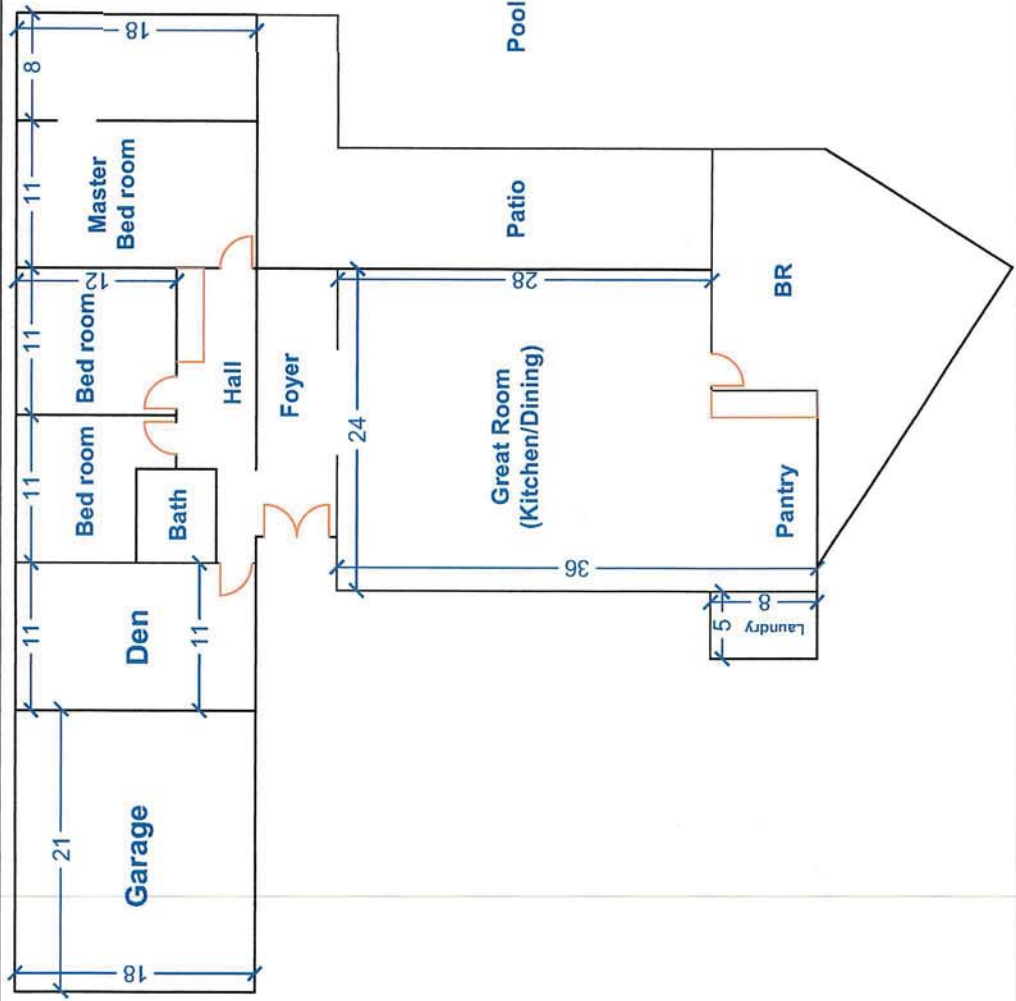 18
8
Pool
11
Master
Bed room
12
11
Bed room
Hall
Foyer
Patio
28
BR
24
Great Room
(Kitchen/Dining)
11
Bed room
Bath
Pantry
36
8
5
Laundry
11
Den
11
21
Garage
18